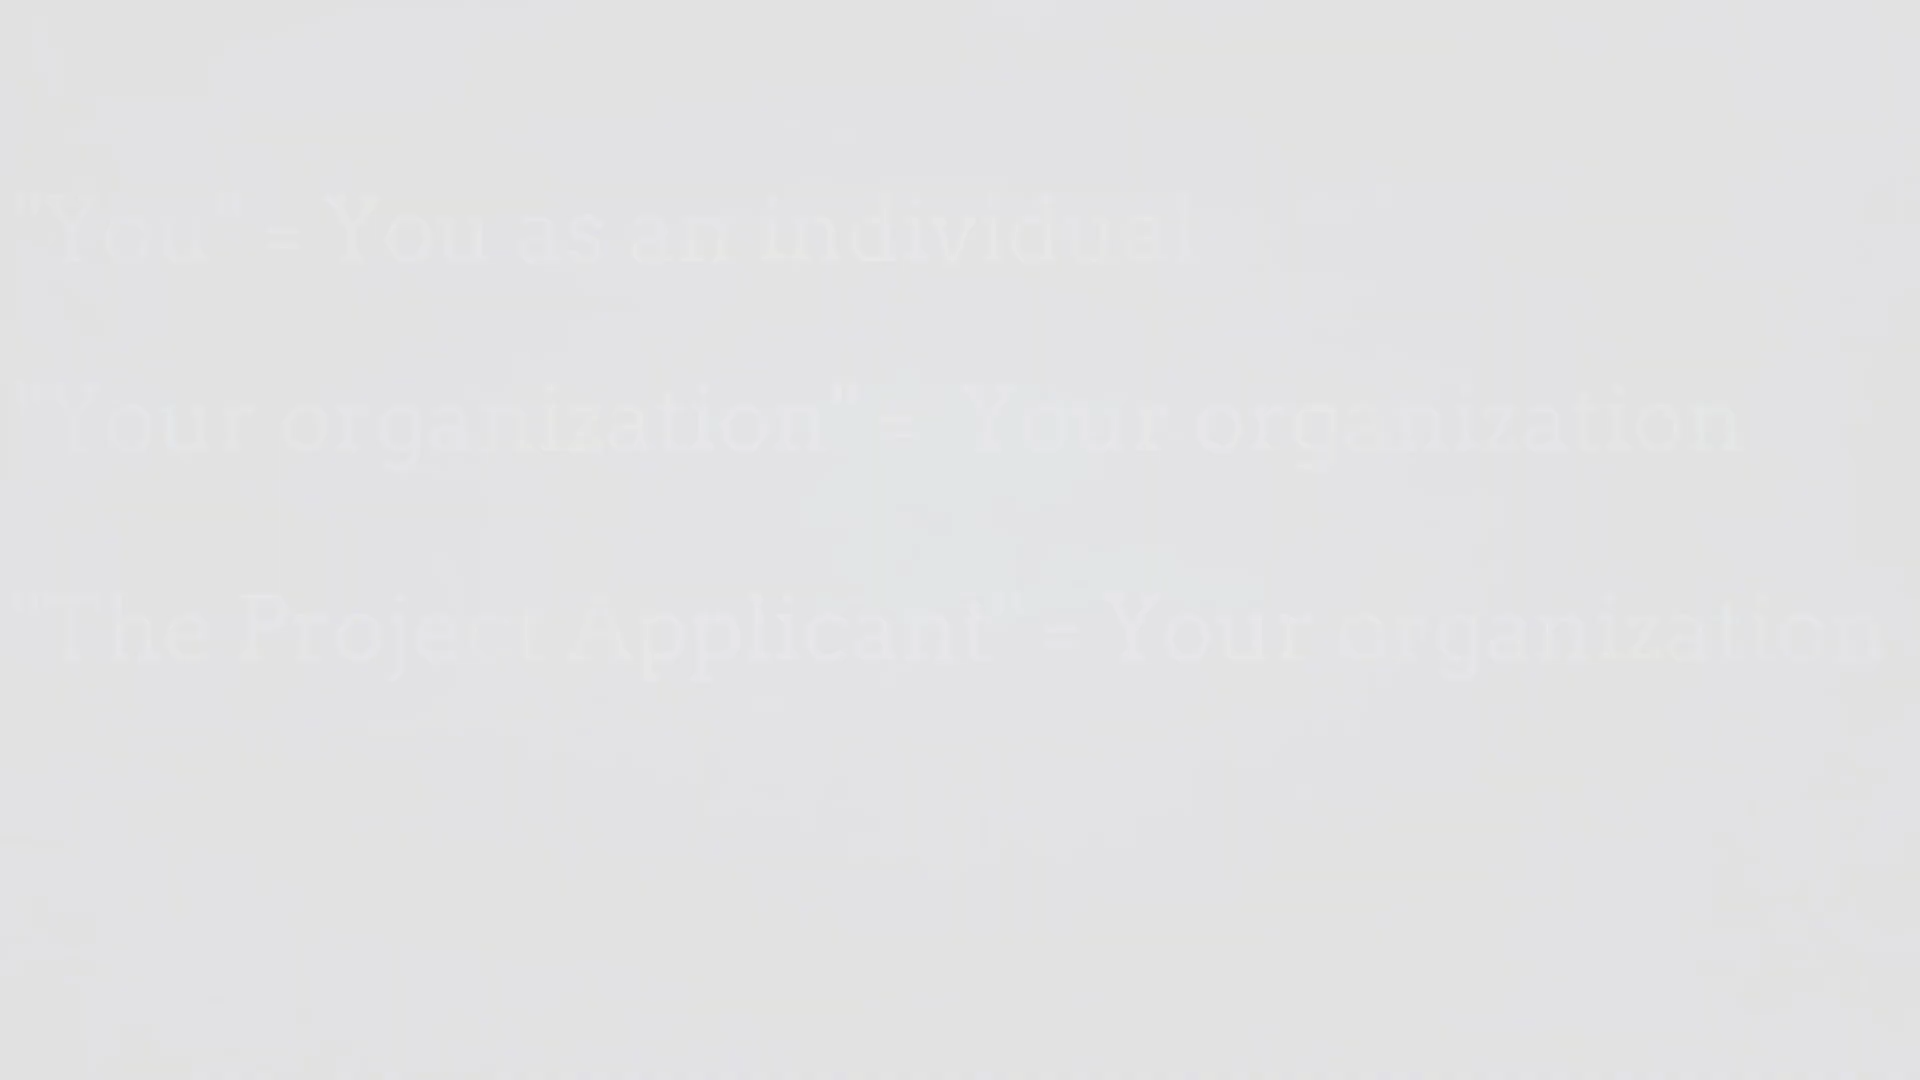 "You" = You as an individual
"Your organization" = Your organization
"The Project Applicant" = Your organization